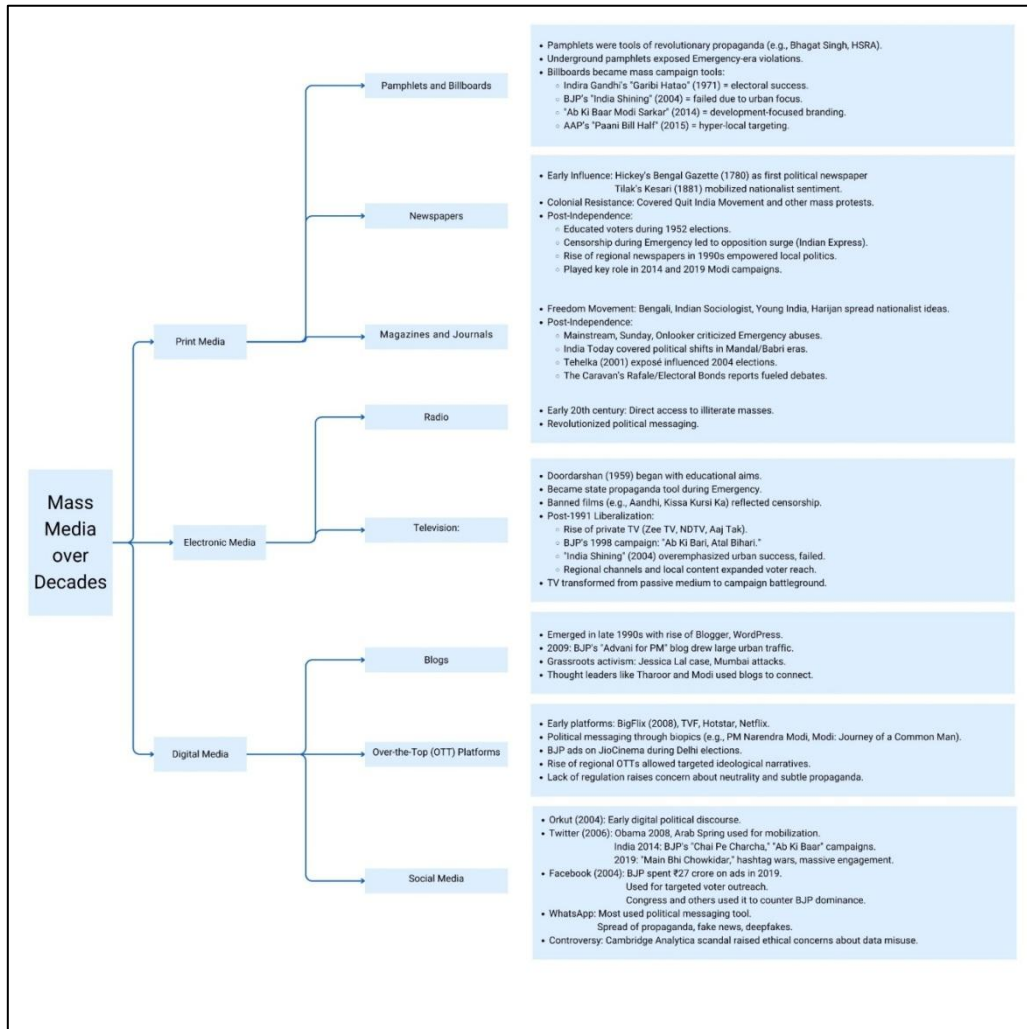 Mass
Media
over
Decades
Print Media
Pamphlets and Billboards
• Pamphlets were tools of revolutionary propaganda (e.g., Bhagat Singh, HSRA).
• Underground pamphlets exposed Emergency-era violations.
• Billboards became mass campaign tools:
◦ Indira Gandhi's "Garibi Hatao" (1971) = electoral success.
◦ BJP's "India Shining" (2004) = failed due to urban focus.
◦ "Ab Ki Baar Modi Sarkar" (2014) = development-focused branding.
◦ AAP's "Paani Bill Half" (2015) = hyper-local targeting.
Newspapers
• Early Influence: Hickey's Bengal Gazette (1780) as first political newspaper
Tilak's Kesari (1881) mobilized nationalist sentiment.
• Colonial Resistance: Covered Quit India Movement and other mass protests.
• Post-Independence:
◦ Educated voters during 1952 elections.
◦ Censorship during Emergency led to opposition surge (Indian Express).
◦ Rise of regional newspapers in 1990s empowered local politics.
◦ Played key role in 2014 and 2019 Modi campaigns.
Magazines and Journals
• Freedom Movement: Bengali, Indian Sociologist, Young India, Harijan spread nationalist ideas.
• Post-Independence:
◦ Mainstream, Sunday, Onlooker criticized Emergency abuses.
◦ India Today covered political shifts in Mandal/Babri eras.
◦ Tehelka (2001) exposé influenced 2004 elections.
◦ The Caravan's Rafale/Electoral Bonds reports fueled debates.
Electronic Media
Radio
• Early 20th century: Direct access to illiterate masses.
• Revolutionized political messaging.
Television:
• Doordarshan (1959) began with educational aims.
• Became state propaganda tool during Emergency.
• Banned films (e.g., Aandhi, Kissa Kursi Ka) reflected censorship.
• Post-1991 Liberalization:
◦ Rise of private TV (Zee TV, NDTV, Aaj Tak).
◦ BJP's 1998 campaign: "Ab Ki Bari, Atal Bihari."
◦ "India Shining" (2004) overemphasized urban success, failed.
◦ Regional channels and local content expanded voter reach.
• TV transformed from passive medium to campaign battleground.
Digital Media
Blogs
• Emerged in late 1990s with rise of Blogger, WordPress.
• 2009: BJP's "Advani for PM" blog drew large urban traffic.
• Grassroots activism: Jessica Lal case, Mumbai attacks.
• Thought leaders like Tharoor and Modi used blogs to connect.
Over-the-Top (OTT) Platforms
• Early platforms: BigFlix (2008), TVF, Hotstar, Netflix.
• Political messaging through biopics (e.g., PM Narendra Modi, Modi: Journey of a Common Man).
• BJP ads on JioCinema during Delhi elections.
• Rise of regional OTTs allowed targeted ideological narratives.
• Lack of regulation raises concern about neutrality and subtle propaganda.
Social Media
• Orkut (2004): Early digital political discourse.
• Twitter (2006): Obama 2008, Arab Spring used for mobilization.
India 2014: BJP's "Chai Pe Charcha," "Ab Ki Baar" campaigns.
2019: "Main Bhi Chowkidar," hashtag wars, massive engagement.
• Facebook (2004): BJP spent ₹27 crore on ads in 2019.
Used for targeted voter outreach.
Congress and others used it to counter BJP dominance.
• WhatsApp: Most used political messaging tool.
Spread of propaganda, fake news, deepfakes.
• Controversy: Cambridge Analytica scandal raised ethical concerns about data misuse.